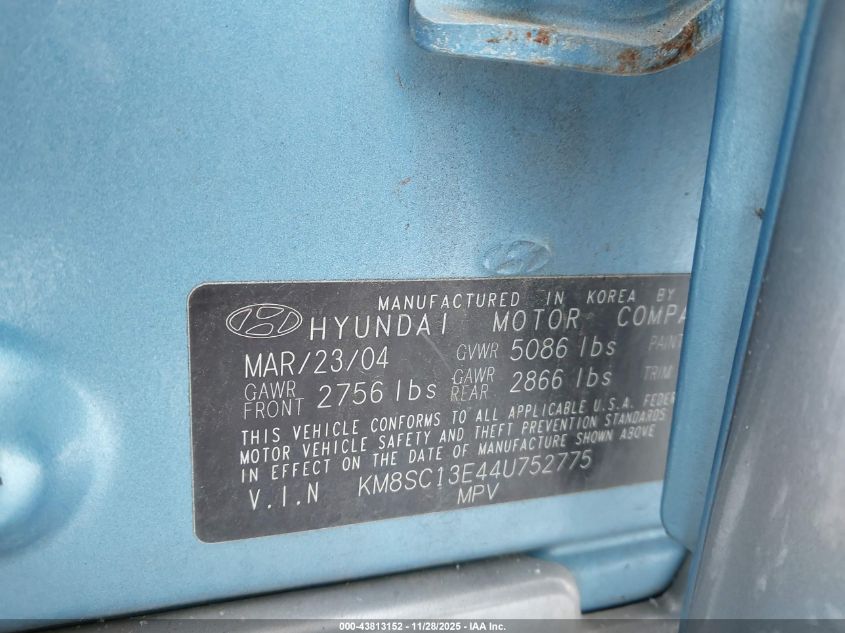 MANUFACTURED IN KOREA BY
HYUNDAI MOTOR COMPA
MAR/23/04 GVWR 5086 lbs PAINT
GAWR FRONT 2756 lbs GAWR REAR 2866 lbs TRIM
THIS VEHICLE CONFORMS TO ALL APPLICABLE U.S.A. FEDER
MOTOR VEHICLE SAFETY AND THEFT PREVENTION STANDARDS
IN EFFECT ON THE DATE OF MANUFACTURE SHOWN ABOVE
V.I.N KM8SC13E44U752775
MPV
000-43813152 - 11/28/2025 - IAA Inc.